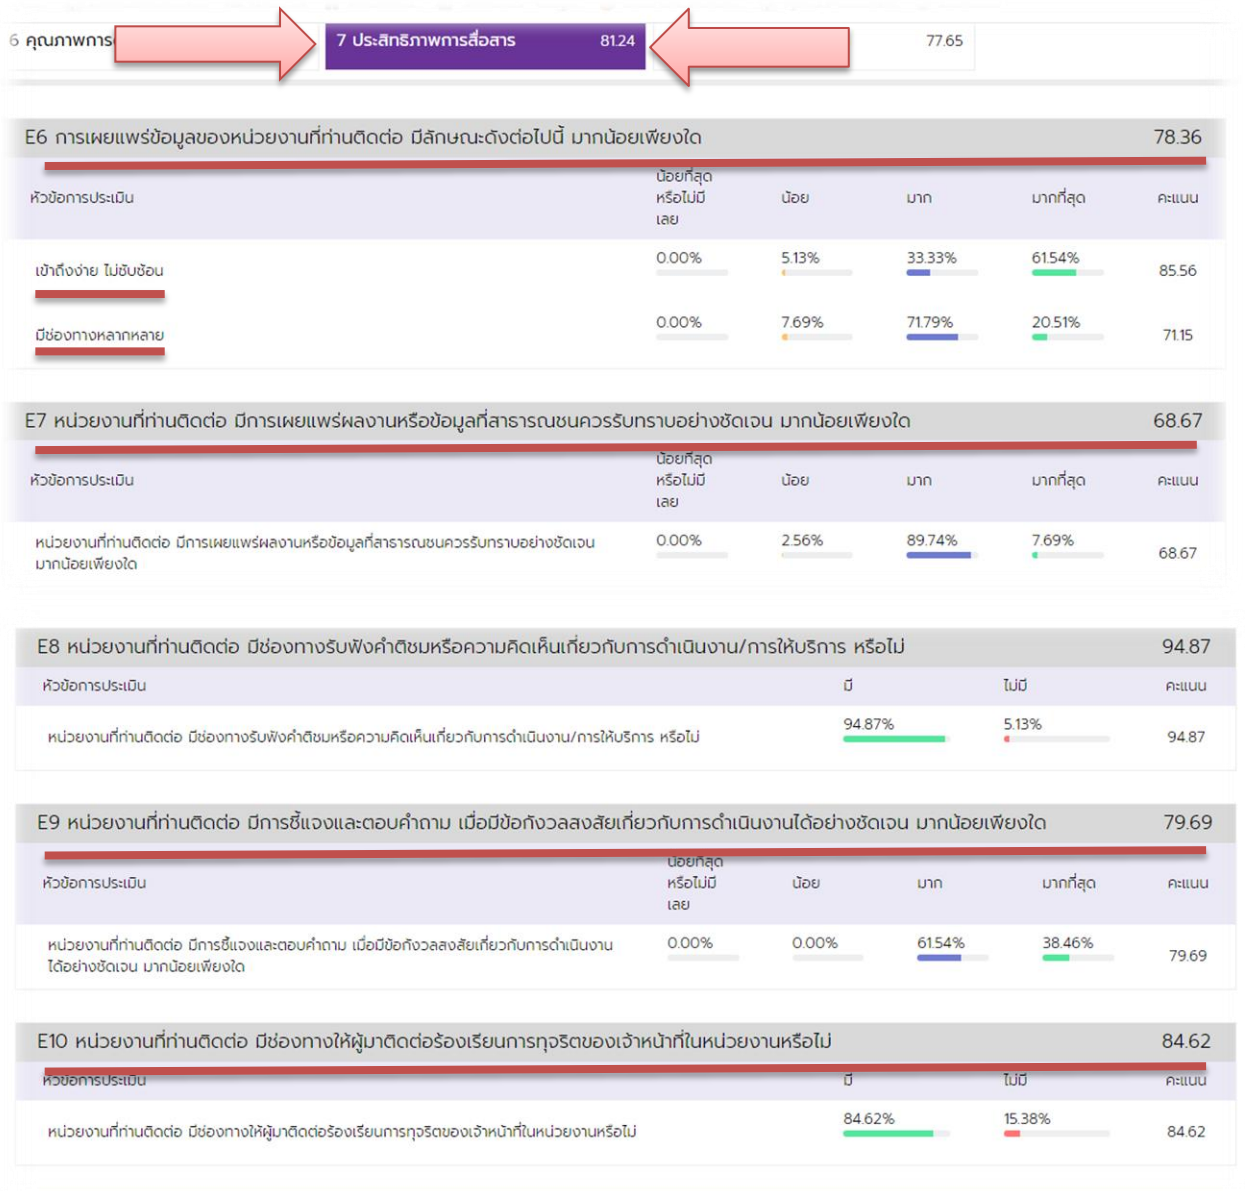 6 คุณภาพการ
7 ประสิทธิภาพการสื่อสาร 81.24
77.65
E6 การเผยแพร่ข้อมูลของหน่วยงานที่ท่านติดต่อ มีลักษณะดังต่อไปนี้ มากน้อยเพียงใด 78.36
น้อยที่สุด
หัวข้อการประเมิน หรือไม่มี น้อย มาก มากที่สุด คะแนน
เลย
เข้าถึงง่าย ไม่ซับซ้อน 0.00% 5.13% 33.33% 61.54% 85.56
มีช่องทางหลากหลาย 0.00% 7.69% 71.79% 20.51% 71.15
E7 หน่วยงานที่ท่านติดต่อ มีการเผยแพร่ผลงานหรือข้อมูลที่สาธารณชนควรรับทราบอย่างชัดเจน มากน้อยเพียงใด 68.67
น้อยที่สุด
หัวข้อการประเมิน หรือไม่มี น้อย มาก มากที่สุด คะแนน
เลย
หน่วยงานที่ท่านติดต่อ มีการเผยแพร่ผลงานหรือข้อมูลที่สาธารณชนควรรับทราบอย่างชัดเจน 0.00% 2.56% 89.74% 7.69% 68.67
มากน้อยเพียงใด
E8 หน่วยงานที่ท่านติดต่อ มีช่องทางรับฟังคำติชมหรือความคิดเห็นเกี่ยวกับการดำเนินงาน/การให้บริการ หรือไม่ 94.87
หัวข้อการประเมิน มี ไม่มี คะแนน
หน่วยงานที่ท่านติดต่อ มีช่องทางรับฟังคำติชมหรือความคิดเห็นเกี่ยวกับการดำเนินงาน/การให้บริการ หรือไม่ 94.87% 5.13% 94.87
E9 หน่วยงานที่ท่านติดต่อ มีการชี้แจงและตอบคำถาม เมื่อมีข้อกังวลสงสัยเกี่ยวกับการดำเนินงานได้อย่างชัดเจน มากน้อยเพียงใด 79.69
น้อยที่สุด
หัวข้อการประเมิน หรือไม่มี น้อย มาก มากที่สุด คะแนน
เลย
หน่วยงานที่ท่านติดต่อ มีการชี้แจงและตอบคำถาม เมื่อมีข้อกังวลสงสัยเกี่ยวกับการดำเนินงาน 0.00% 0.00% 61.54% 38.46% 79.69
ได้อย่างชัดเจน มากน้อยเพียงใด
E10 หน่วยงานที่ท่านติดต่อ มีช่องทางให้ผู้มาติดต่อร้องเรียนการทุจริตของเจ้าหน้าที่ในหน่วยงานหรือไม่ 84.62
หัวข้อการประเมิน มี ไม่มี คะแนน
หน่วยงานที่ท่านติดต่อ มีช่องทางให้ผู้มาติดต่อร้องเรียนการทุจริตของเจ้าหน้าที่ในหน่วยงานหรือไม่ 84.62% 15.38% 84.62